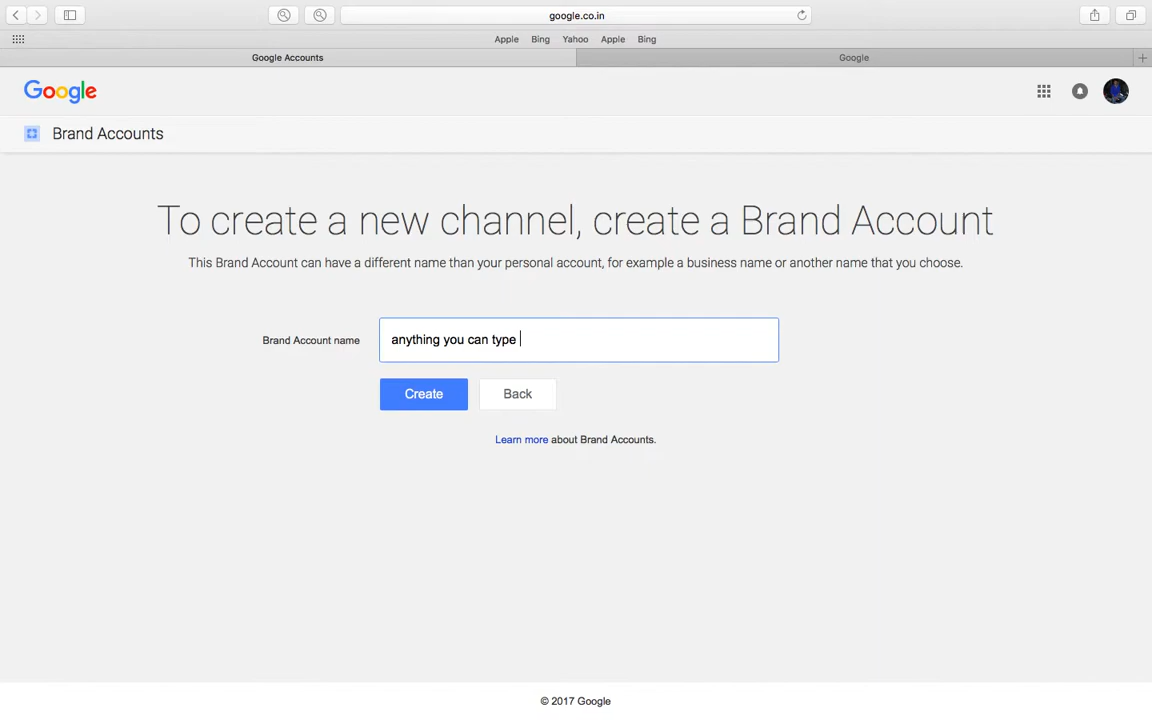 google.co.in
Apple Bing Yahoo Apple Bing
Google Accounts
Google
Google
Brand Accounts
To create a new channel, create a Brand Account
This Brand Account can have a different name than your personal account, for example a business name or another name that you choose.
Brand Account name
anything you can type
Create Back
Learn more about Brand Accounts.
© 2017 Google